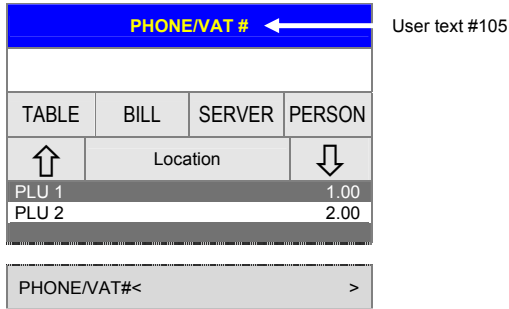 PHONE/VAT # User text #105
TABLE BILL SERVER PERSON
Location
PLU 1 1.00
PLU 2 2.00
PHONE/VAT#< >